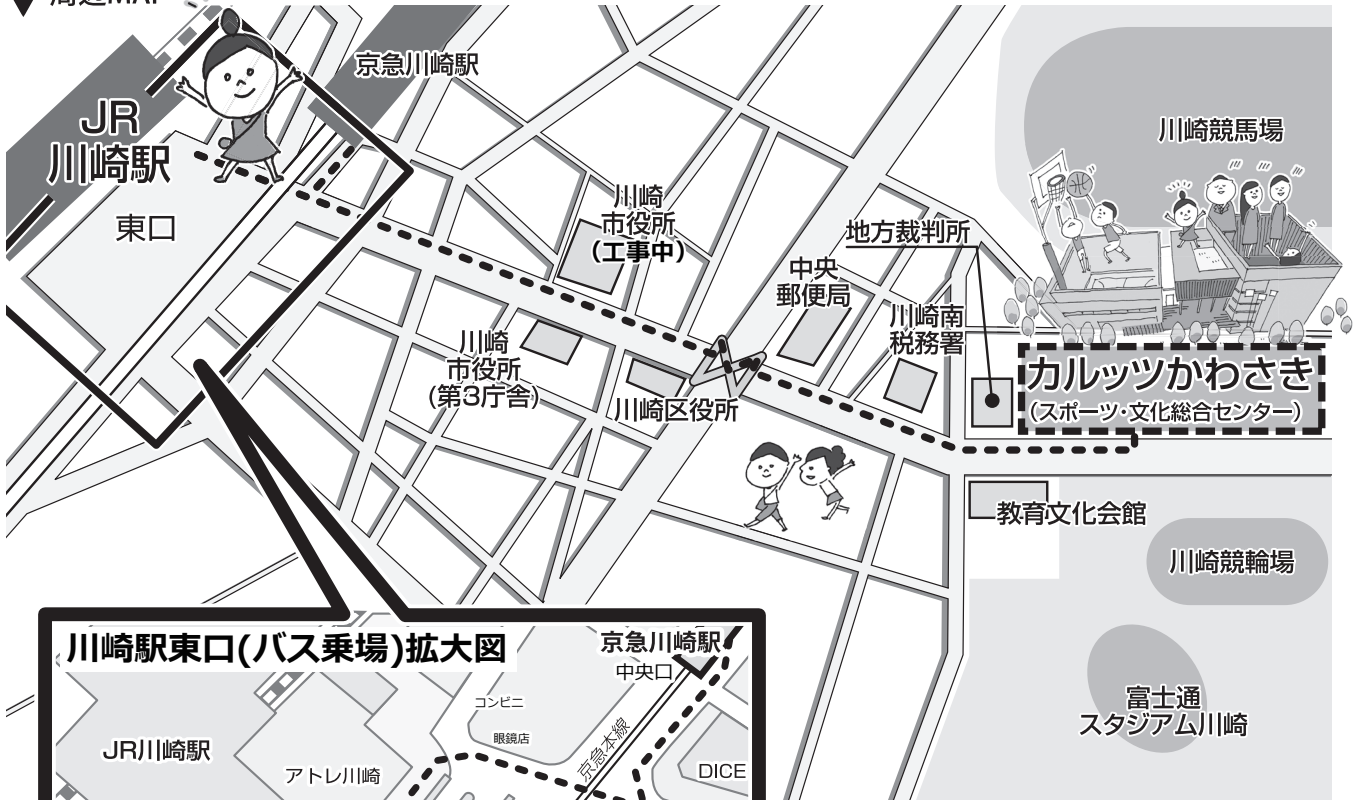 周辺MAP
京急川崎駅
JR
川崎駅
東口
川崎競馬場
川崎
市役所
(工事中)
地方裁判所
中央
郵便局
川崎南
税務署
川崎
市役所
(第3庁舎)
川崎区役所
カルッツかわさき
(スポーツ・文化総合センター)
教育文化会館
川崎競輪場
富士通
スタジアム川崎
川崎駅東口(バス乗場)拡大図
京急川崎駅
中央口
コンビニ
眼鏡店
京急本線
JR川崎駅
アトレ川崎
DICE